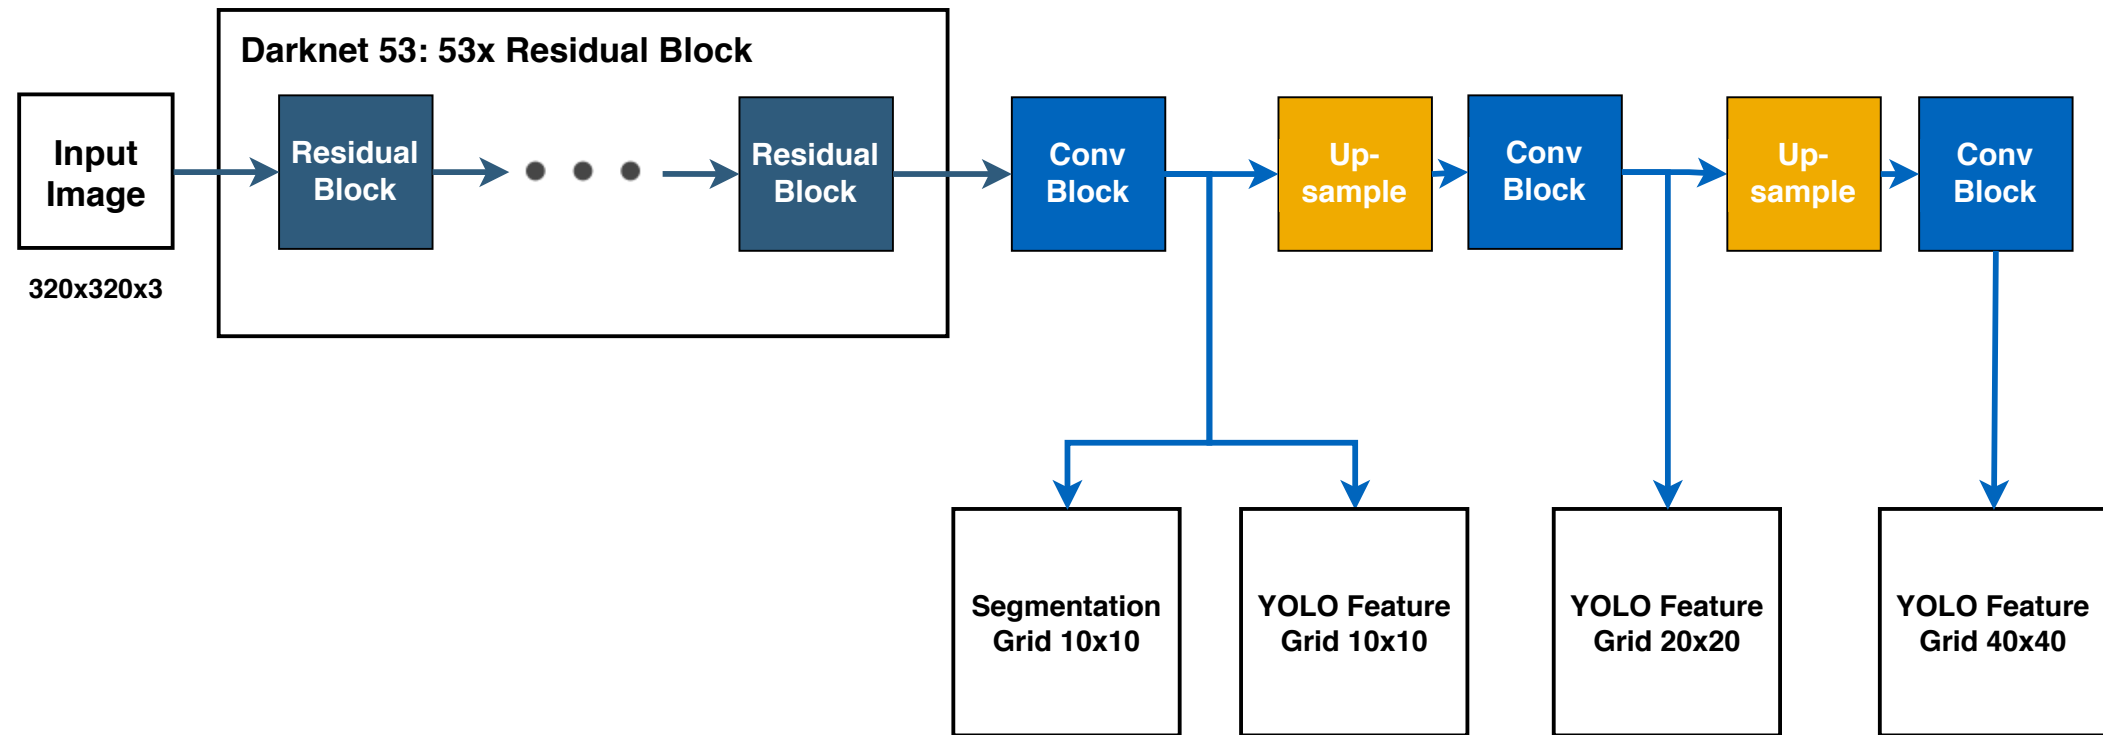 Darknet 53: 53x Residual Block
Input
Image
320x320x3
Residual
Block
Residual
Block
Conv
Block
Up-
sample
Conv
Block
Up-
sample
Conv
Block
Segmentation
Grid 10x10
YOLO Feature
Grid 10x10
YOLO Feature
Grid 20x20
YOLO Feature
Grid 40x40